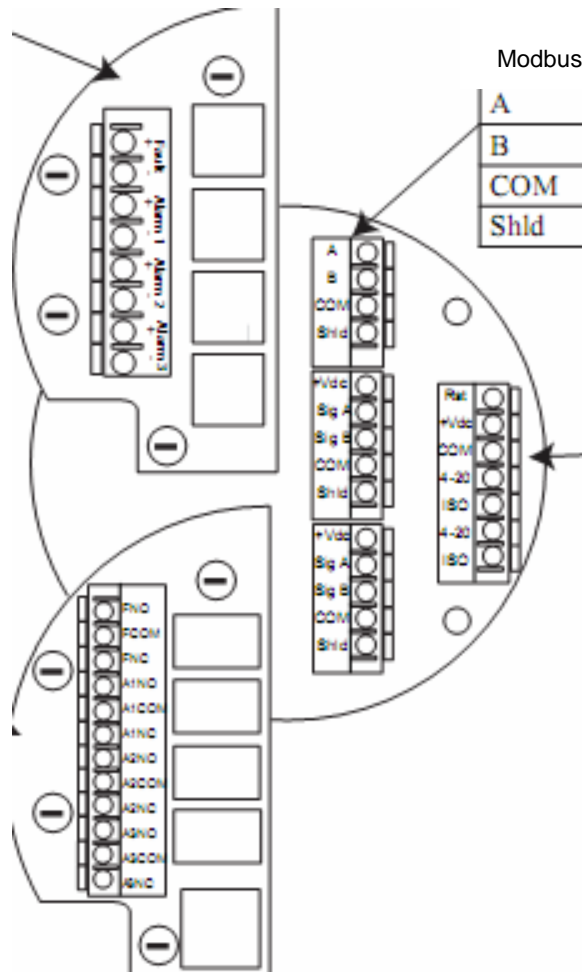 Modbus
A
B
COM
Shld
Fault
+ -
Alarm 1
+ -
Alarm 2
+ -
Alarm 3
+
A
B
COM
Shld
+Vdc
Sig A
Sig B
COM
Shld
+Vdc
Sig A
Sig B
COM
Shld
Ret
+Vdc
COM
4-20
ISO
4-20
ISO
FNO
FCOM
FNC
A1NO
A1COM
A1NC
A2NO
A2COM
A2NC
A3NO
A3COM
A3NC